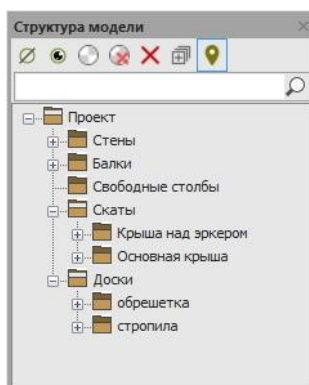 Структура модели
Проект
Стены
Балки
Свободные столбы
Скаты
Крыша над эркером
Основная крыша
Доски
обрешетка
стропила